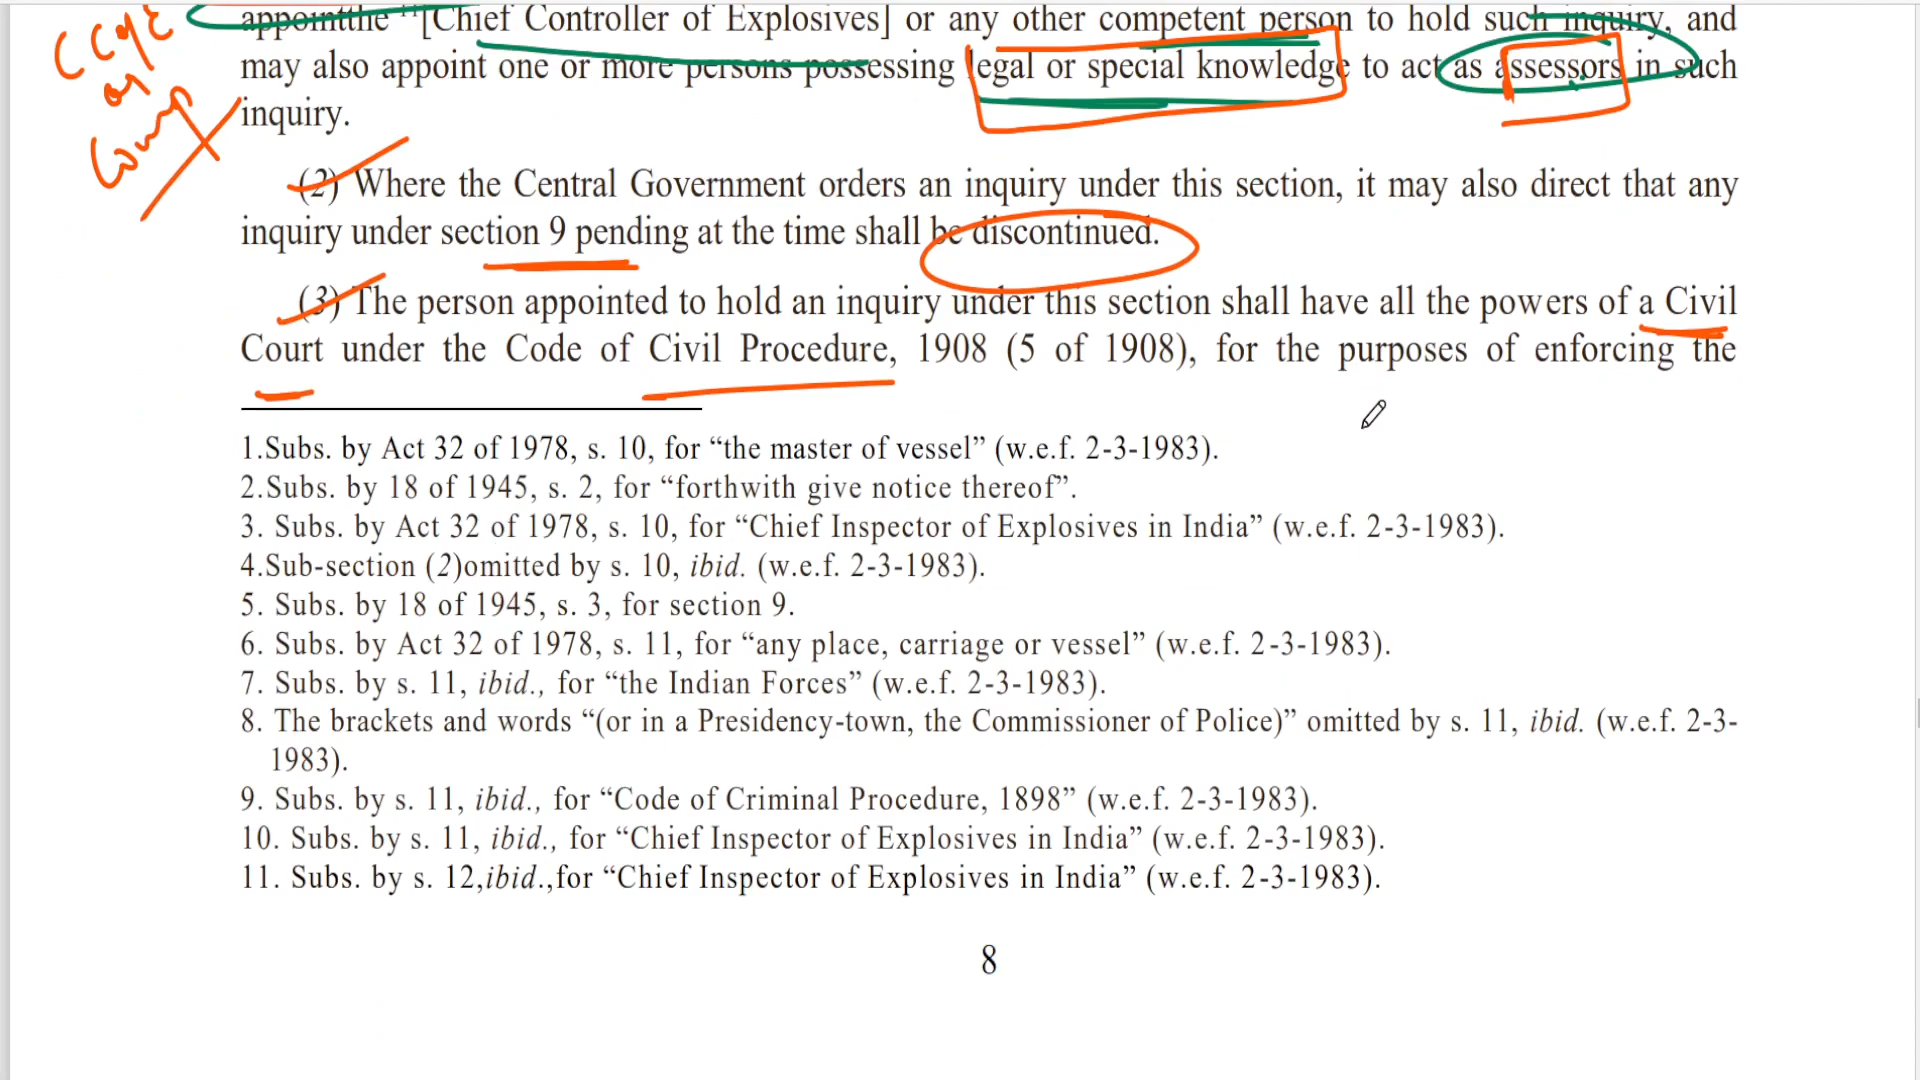 appointthe 11[Chief Controller of Explosives] or any other competent person to hold such inquiry, and
may also appoint one or more persons possessing legal or special knowledge to act as assessors in such
inquiry.
(2) Where the Central Government orders an inquiry under this section, it may also direct that any
inquiry under section 9 pending at the time shall be discontinued.
(3) The person appointed to hold an inquiry under this section shall have all the powers of a Civil
Court under the Code of Civil Procedure, 1908 (5 of 1908), for the purposes of enforcing the
1.Subs. by Act 32 of 1978, s. 10, for “the master of vessel” (w.e.f. 2-3-1983).
2.Subs. by 18 of 1945, s. 2, for “forthwith give notice thereof”.
3. Subs. by Act 32 of 1978, s. 10, for “Chief Inspector of Explosives in India” (w.e.f. 2-3-1983).
4.Sub-section (2)omitted by s. 10, ibid. (w.e.f. 2-3-1983).
5. Subs. by 18 of 1945, s. 3, for section 9.
6. Subs. by Act 32 of 1978, s. 11, for “any place, carriage or vessel” (w.e.f. 2-3-1983).
7. Subs. by s. 11, ibid., for “the Indian Forces” (w.e.f. 2-3-1983).
8. The brackets and words “(or in a Presidency-town, the Commissioner of Police)” omitted by s. 11, ibid. (w.e.f. 2-3-
1983).
9. Subs. by s. 11, ibid., for “Code of Criminal Procedure, 1898” (w.e.f. 2-3-1983).
10. Subs. by s. 11, ibid., for “Chief Inspector of Explosives in India” (w.e.f. 2-3-1983).
11. Subs. by s. 12,ibid.,for “Chief Inspector of Explosives in India” (w.e.f. 2-3-1983).
8